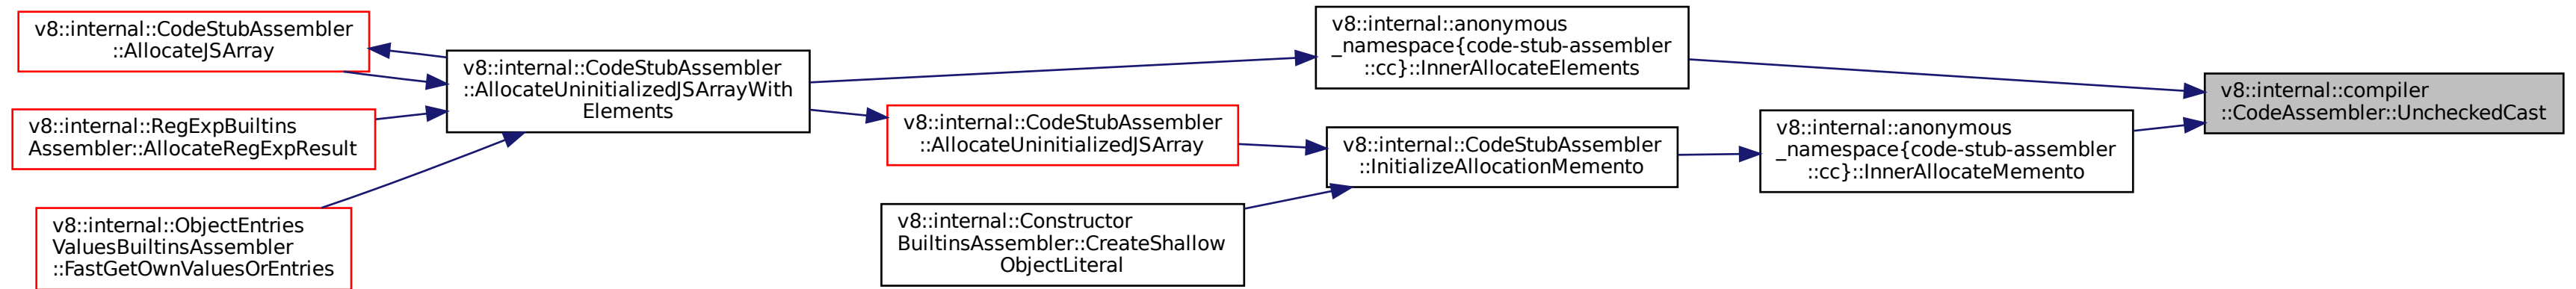 v8::internal::CodeStubAssembler
::AllocateJSArray
v8::internal::RegExpBuiltins
Assembler::AllocateRegExpResult
v8::internal::ObjectEntries
ValuesBuiltinsAssembler
::FastGetOwnValuesOrEntries
v8::internal::CodeStubAssembler
::AllocateUninitializedJSArrayWith
Elements
v8::internal::CodeStubAssembler
::AllocateUninitializedJSArray
v8::internal::Constructor
BuiltinsAssembler::CreateShallow
ObjectLiteral
v8::internal::anonymous
_namespace{code-stub-assembler
::cc}::InnerAllocateElements
v8::internal::CodeStubAssembler
::InitializeAllocationMemento
v8::internal::anonymous
_namespace{code-stub-assembler
::cc}::InnerAllocateMemento
v8::internal::compiler
::CodeAssembler::UncheckedCast